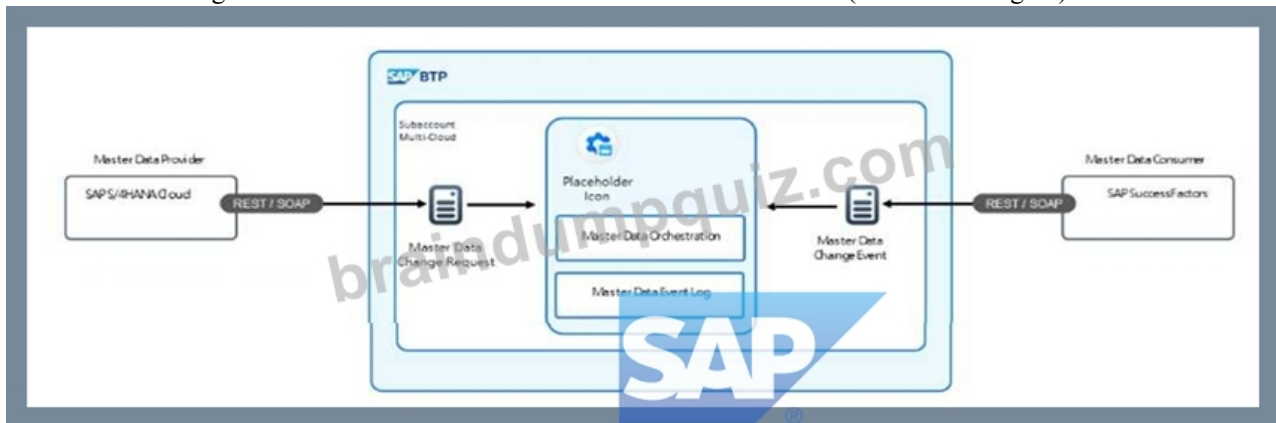 SAP BTP
Subaccount
Multi-Cloud
Master Data Provider
SAP S/4HANA Cloud
REST / SOAP
Master Data
Change Request
Placeholder
Icon
Master Data Orchestration
Master Data Event Log
Master Data
Change Event
REST / SOAP
Master Data Consumer
SAP SuccessFactors
braindumpquiz.com
SAP
®